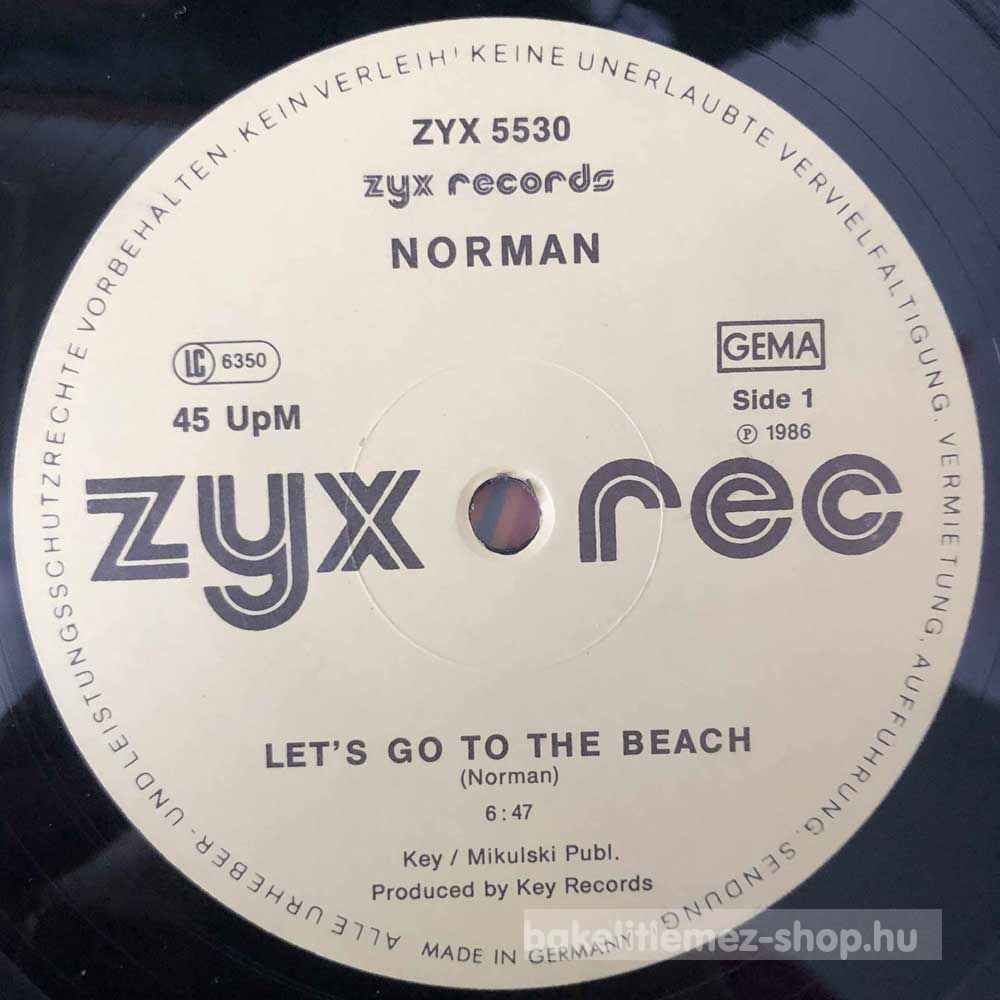 ALLE URHEBER- UND LEISTUNGSSCHUTZRECHTE VORBEHALTEN. KEIN VERLEIH! KEINE UNERLAUBTE VERVIELFALTIGUNG, VERMIETUNG, AUFFUHRUNG, SENDUNG!
ZYX 5530
zyx records
NORMAN
LC 6350
GEMA
45 UpM
Side 1
℗ 1986
zyx rec
LET'S GO TO THE BEACH
(Norman)
6:47
Key / Mikulski Publ.
Produced by Key Records
MADE IN GERMANY
bakelitlemez-shop.hu